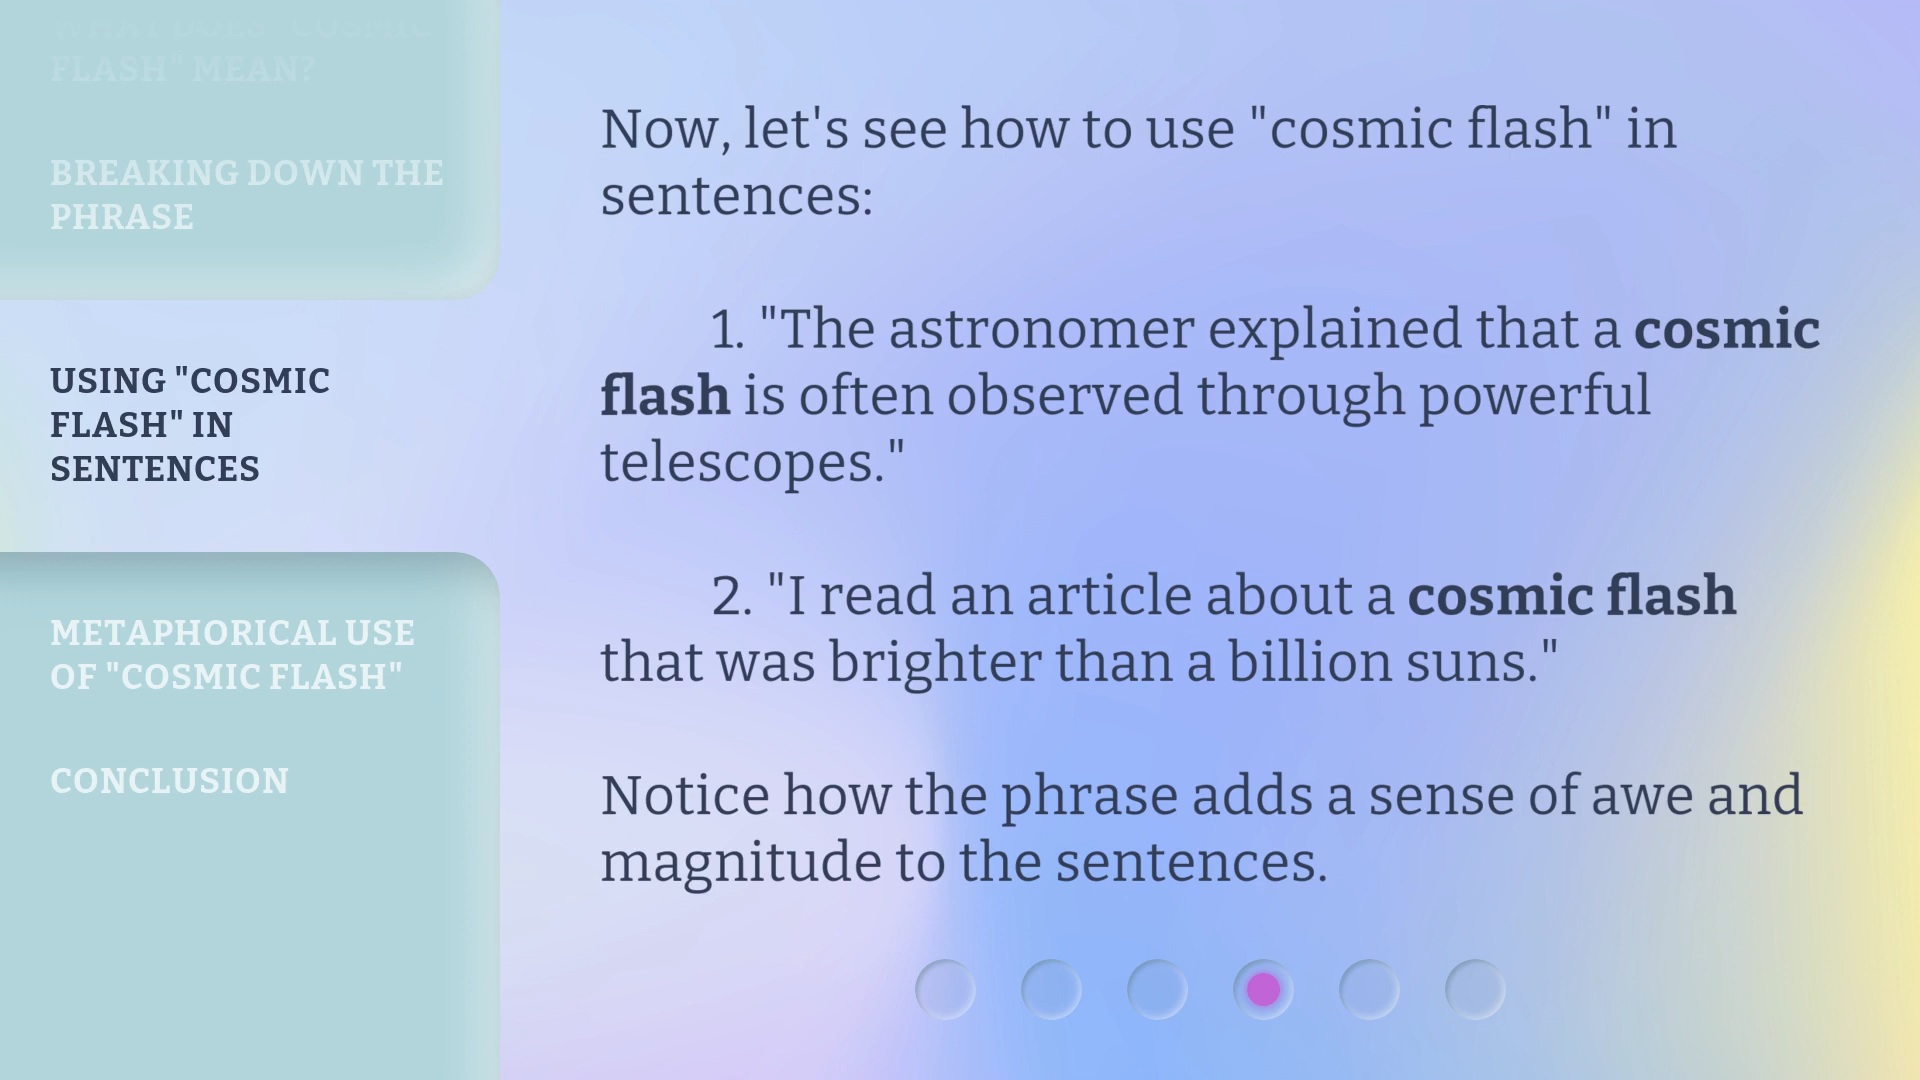 WHAT DOES "COSMIC
FLASH" MEAN?
BREAKING DOWN THE
PHRASE
USING "COSMIC
FLASH" IN
SENTENCES
METAPHORICAL USE
OF "COSMIC FLASH"
CONCLUSION
Now, let's see how to use "cosmic flash" in
sentences:
1. "The astronomer explained that a cosmic
flash is often observed through powerful
telescopes."
2. "I read an article about a cosmic flash
that was brighter than a billion suns."
Notice how the phrase adds a sense of awe and
magnitude to the sentences.